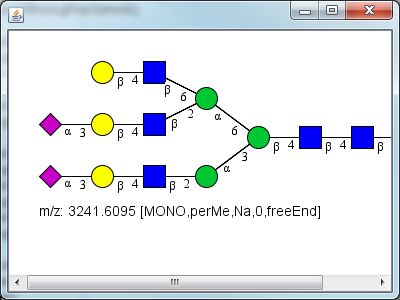 β 4 β 6
α 3 β 4 β 2 α 6
β 4 β 4 β
α 3 β 4 β 2 α 3
m/z: 3241.6095 [MONO,perMe,Na,0,freeEnd]